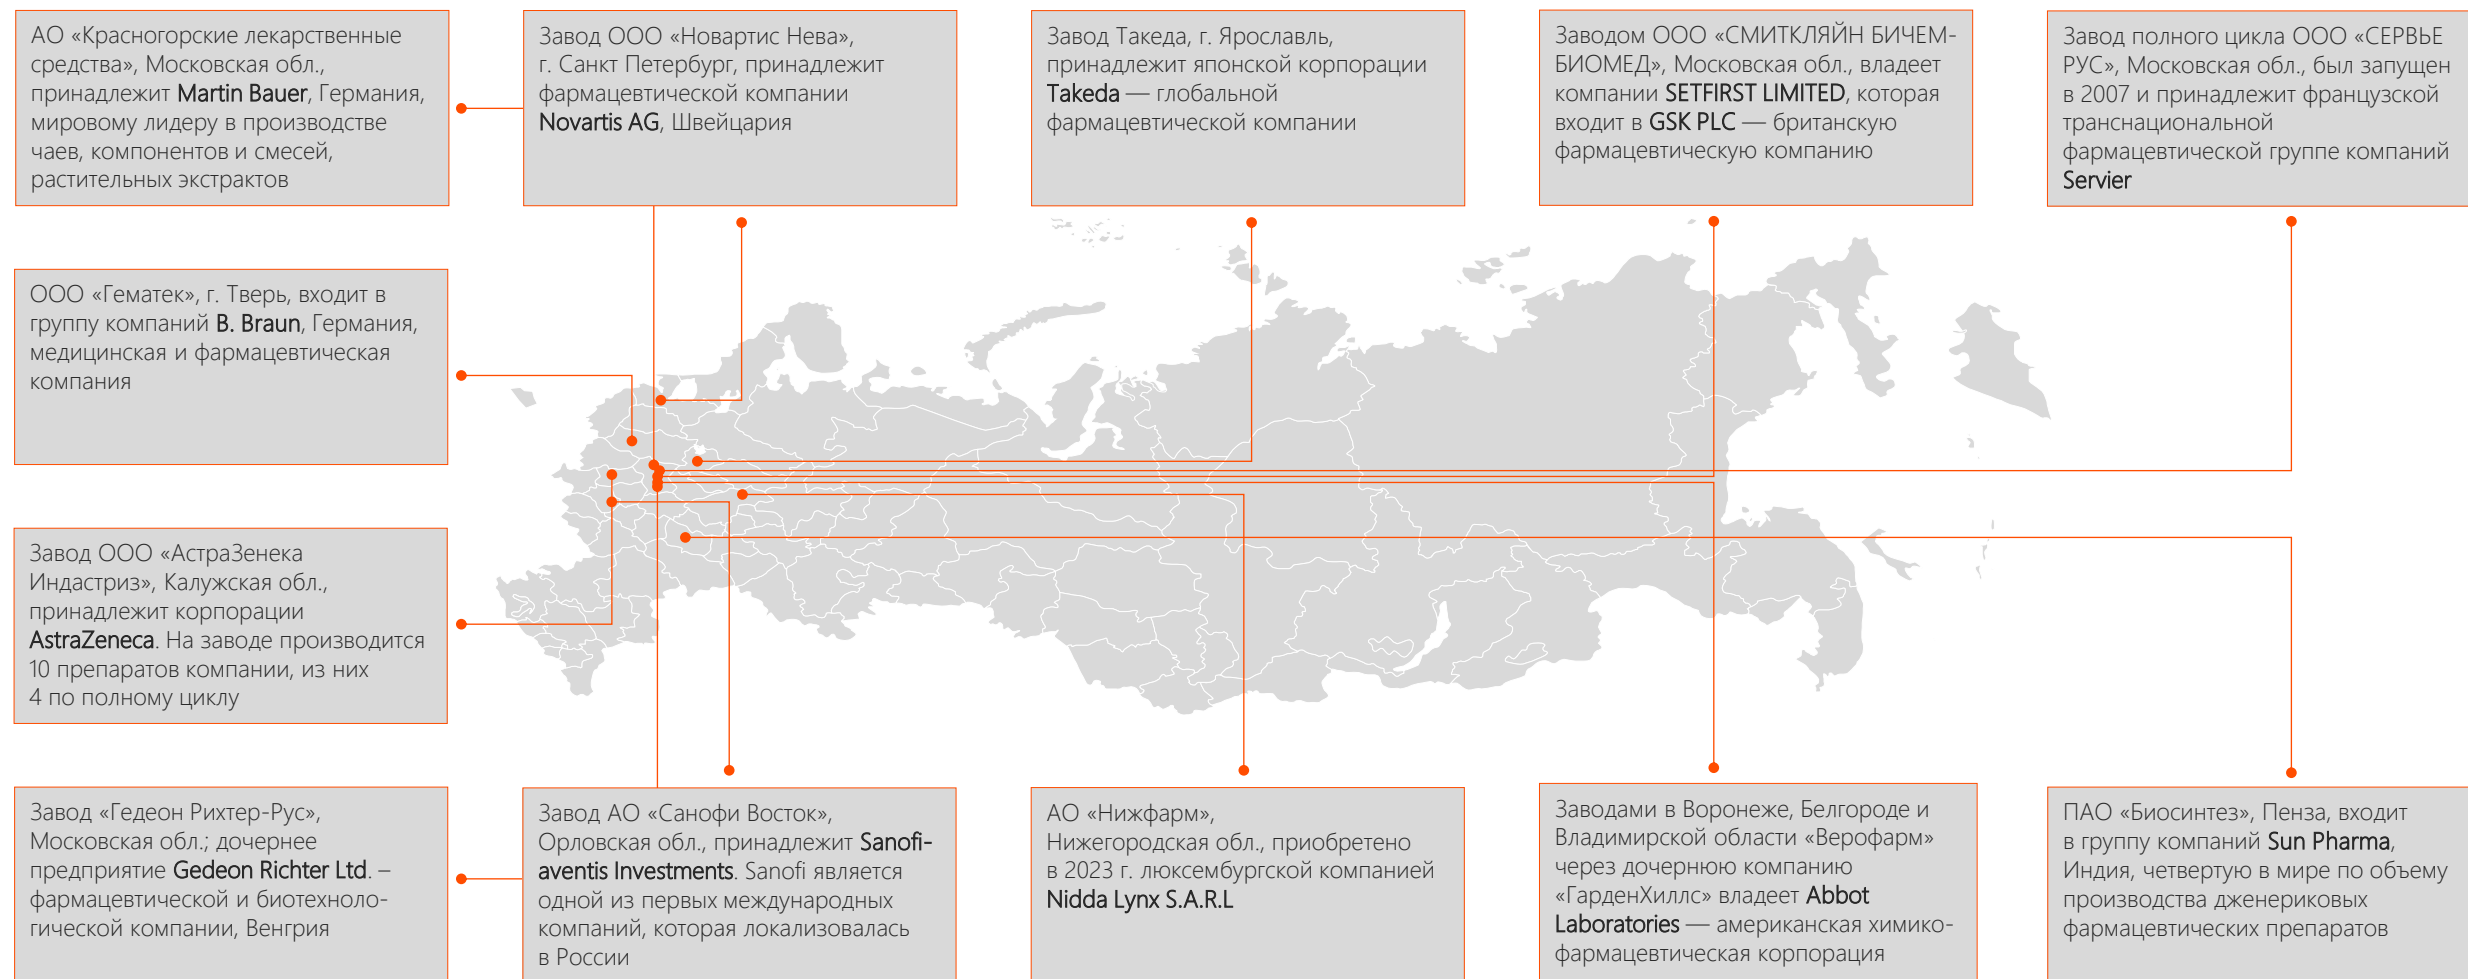 АО «Красногорские лекарственные
средства», Московская обл.,
принадлежит Martin Bauer, Германия,
мировому лидеру в производстве
чаев, компонентов и смесей,
растительных экстрактов
Завод ООО «Новартис Нева»,
г. Санкт Петербург, принадлежит
фармацевтической компании
Novartis AG, Швейцария
Завод Такеда, г. Ярославль,
принадлежит японской корпорации
Takeda — глобальной
фармацевтической компании
Заводом ООО «СМИТКЛЯЙН БИЧЕМ-
БИОМЕД», Московская обл., владеет
компании SETFIRST LIMITED, которая
входит в GSK PLC — британскую
фармацевтическую компанию
Завод полного цикла ООО «СЕРВЬЕ
РУС», Московская обл., был запущен
в 2007 и принадлежит французской
транснациональной
фармацевтической группе компаний
Servier
ООО «Гематек», г. Тверь, входит в
группу компаний B. Braun, Германия,
медицинская и фармацевтическая
компания
Завод ООО «АстраЗенека
Индастриз», Калужская обл.,
принадлежит корпорации
AstraZeneca. На заводе производится
10 препаратов компании, из них
4 по полному циклу
Завод «Гедеон Рихтер-Рус»,
Московская обл.; дочернее
предприятие Gedeon Richter Ltd. –
фармацевтической и биотехноло-
гической компании, Венгрия
Завод АО «Санофи Восток»,
Орловская обл., принадлежит Sanofi-
aventis Investments. Sanofi является
одной из первых международных
компаний, которая локализовалась
в России
АО «Нижфарм»,
Нижегородская обл., приобретено
в 2023 г. люксембургской компанией
Nidda Lynx S.A.R.L
Заводами в Воронеже, Белгороде и
Владимирской области «Верофарм»
через дочернюю компанию
«ГарденХиллс» владеет Abbot
Laboratories — американская химико-
фармацевтическая корпорация
ПАО «Биосинтез», Пенза, входит
в группу компаний Sun Pharma,
Индия, четвертую в мире по объему
производства дженериковых
фармацевтических препаратов